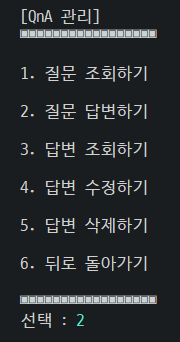 [QnA 관리]
1. 질문 조회하기
2. 질문 답변하기
3. 답변 조회하기
4. 답변 수정하기
5. 답변 삭제하기
6. 뒤로 돌아가기
선택 : 2